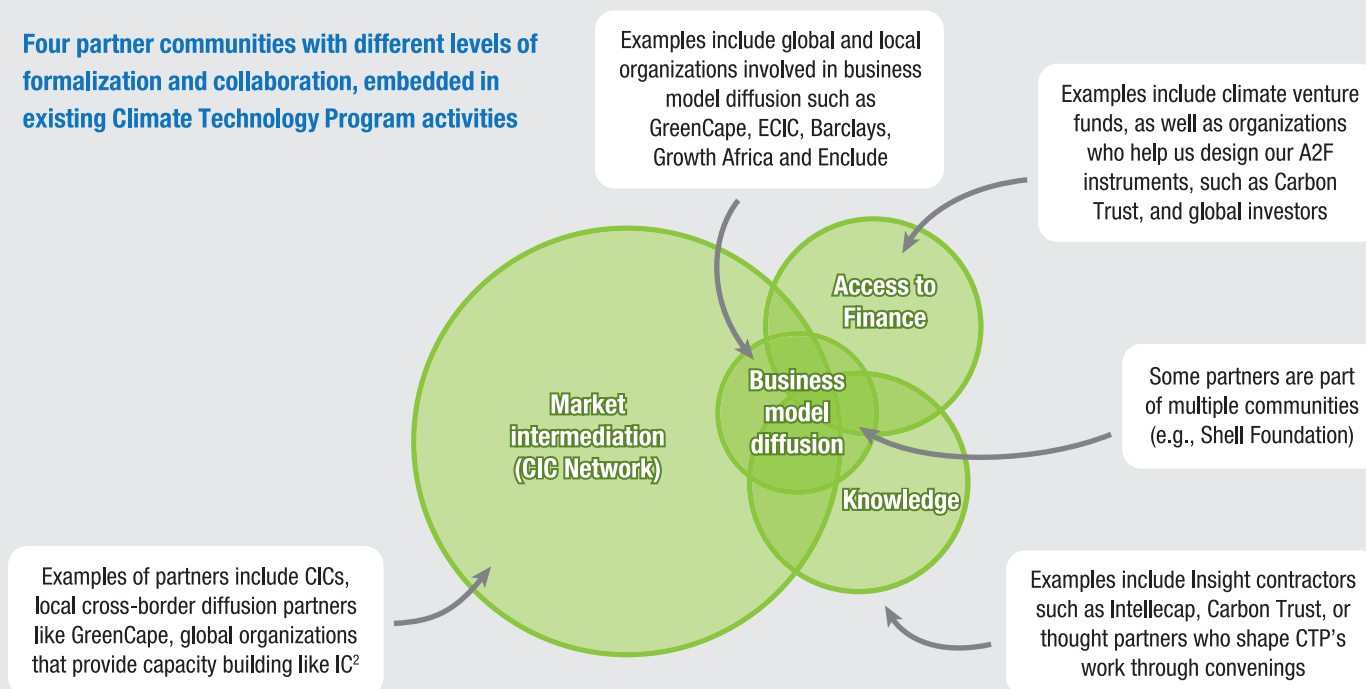 Four partner communities with different levels of
formalization and collaboration, embedded in
existing Climate Technology Program activities
Examples include global and local
organizations involved in business
model diffusion such as
GreenCape, ECIC, Barclays,
Growth Africa and Enclude
Examples include climate venture
funds, as well as organizations
who help us design our A2F
instruments, such as Carbon
Trust, and global investors
Access to
Finance
Business
model
diffusion
Market
intermediation
(CIC Network)
Some partners are part
of multiple communities
(e.g., Shell Foundation)
Knowledge
Examples of partners include CICs,
local cross-border diffusion partners
like GreenCape, global organizations
that provide capacity building like IC²
Examples include Insight contractors
such as Intellecap, Carbon Trust, or
thought partners who shape CTP’s
work through convenings